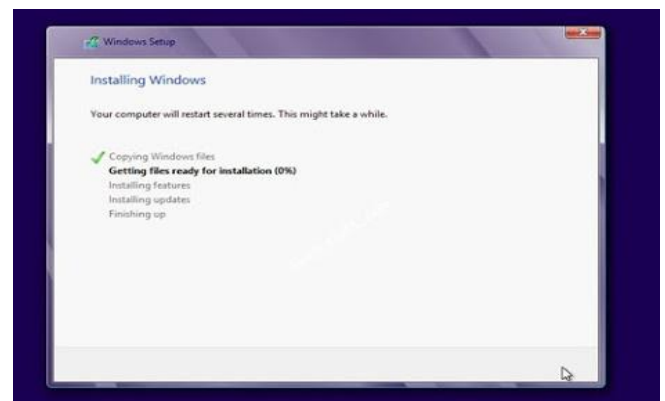 Windows Setup
Installing Windows
Your computer will restart several times. This might take a while.
Copying Windows files
Getting files ready for installation (0%)
Installing features
Installing updates
Finishing up